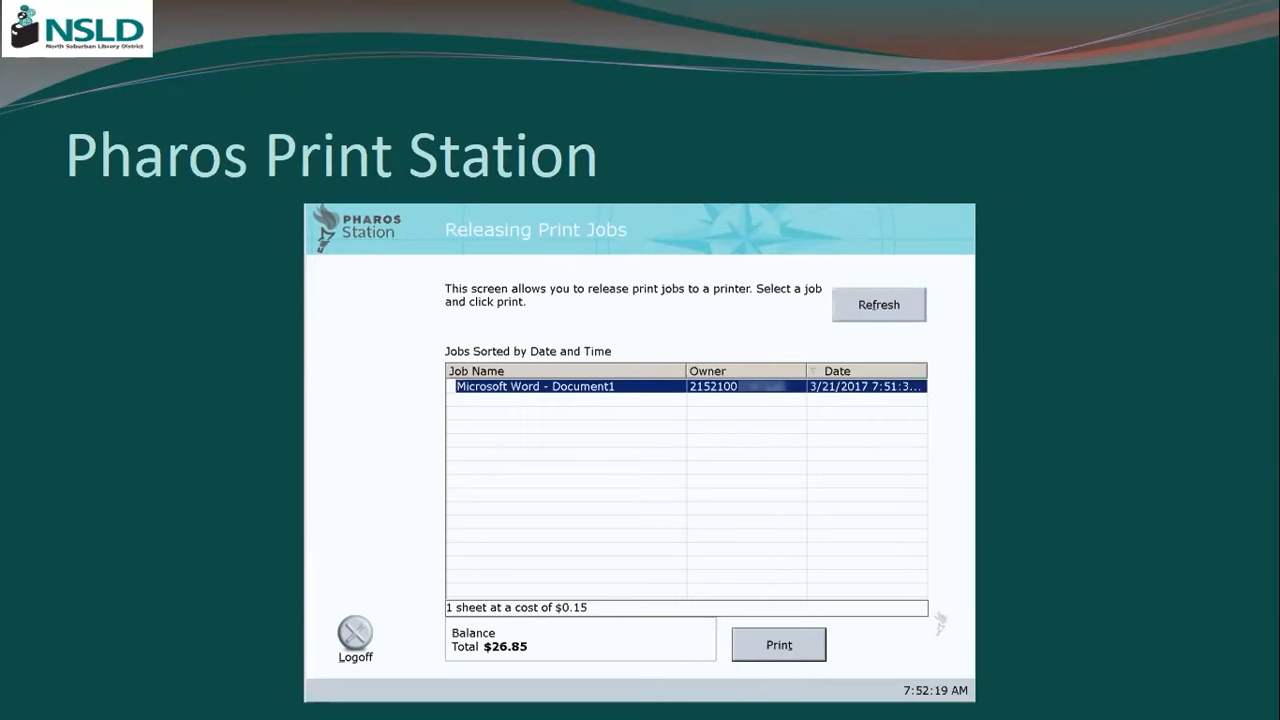 NSLD
North Suburban Library District
Pharos Print Station
PHAROS
Station
Releasing Print Jobs
This screen allows you to release print jobs to a printer. Select a job
and click print.
Refresh
Jobs Sorted by Date and Time
Job Name Owner Date
Microsoft Word - Document1 2152100 3/21/2017 7:51:3...
1 sheet at a cost of $0.15
Balance
Total $26.85
Print
Logoff
7:52:19 AM